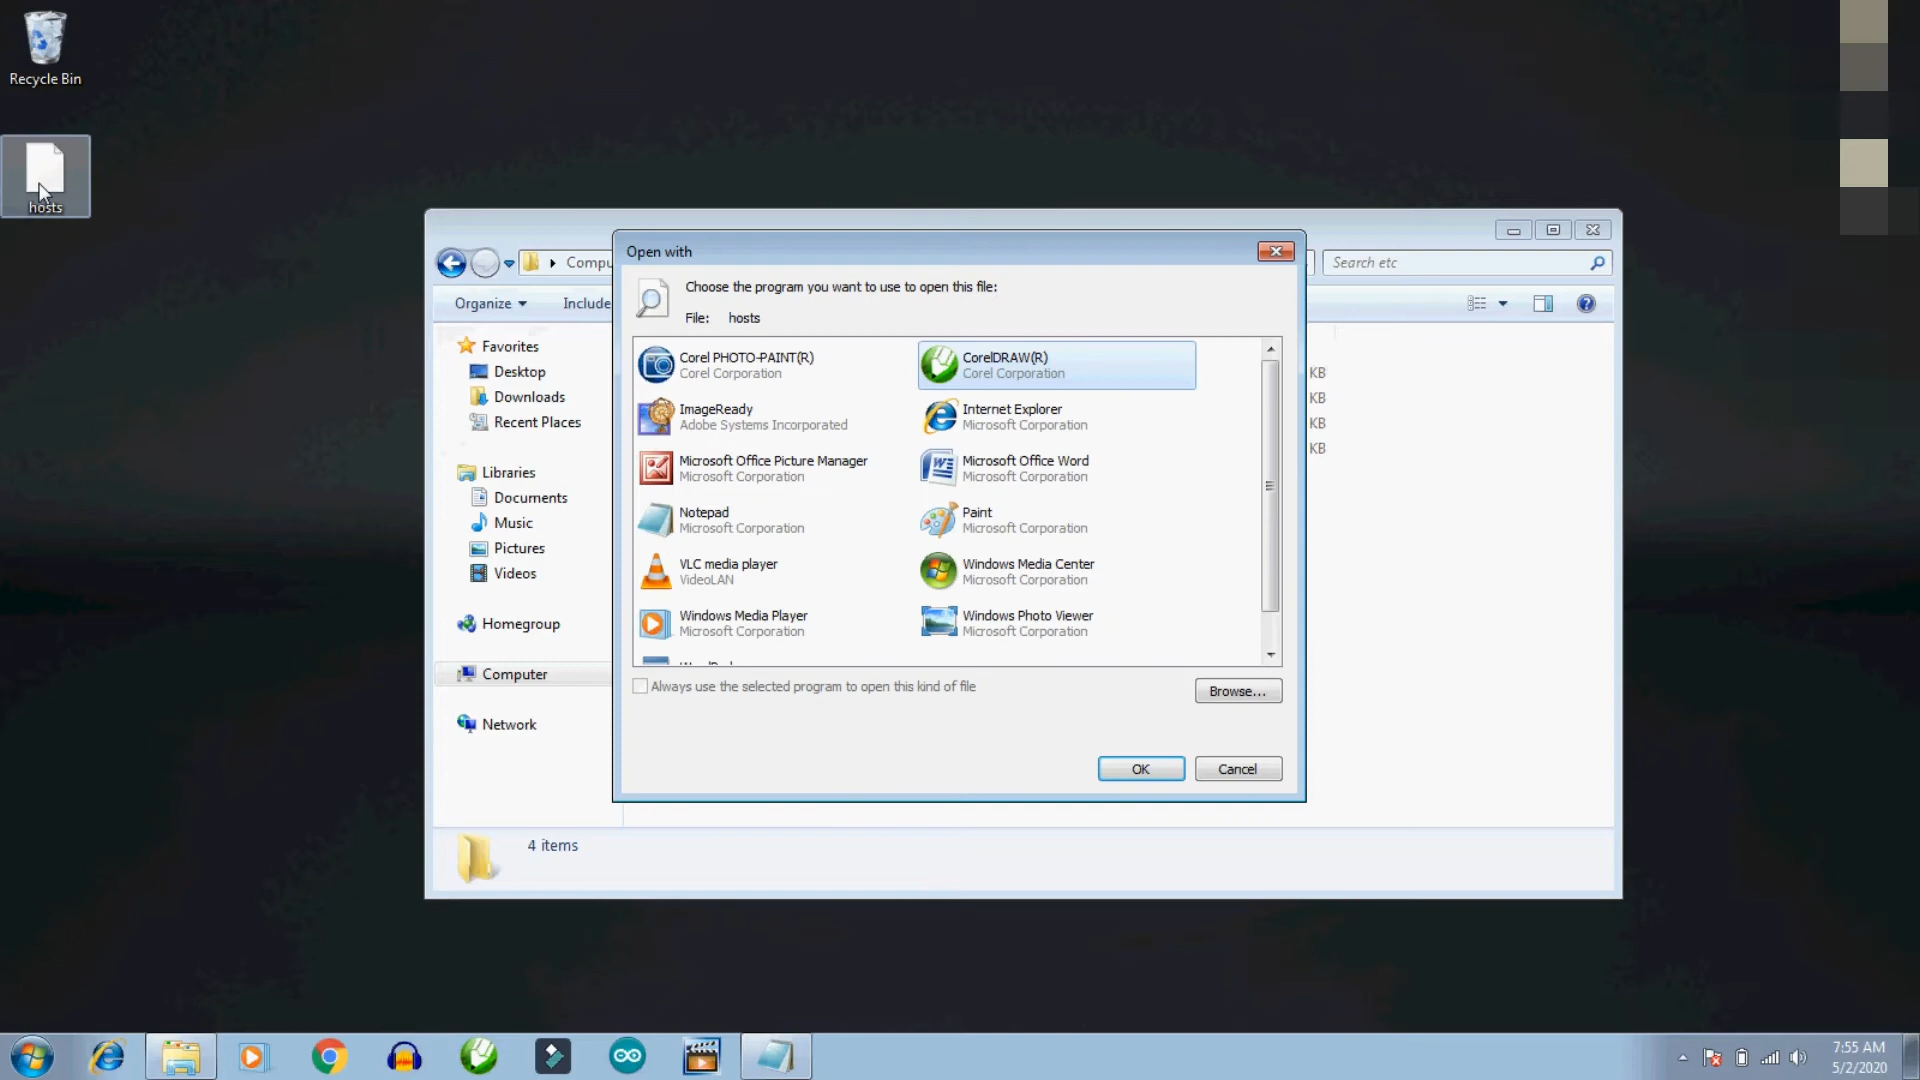 Recycle Bin
hosts
Compu
Search etc
Organize
Include
Favorites
Desktop
Downloads
Recent Places
Libraries
Documents
Music
Pictures
Videos
Homegroup
Computer
Network
KB
KB
KB
KB
4 items
Open with
Choose the program you want to use to open this file:
File: hosts
Corel PHOTO-PAINT(R)
Corel Corporation
CorelDRAW(R)
Corel Corporation
ImageReady
Adobe Systems Incorporated
Internet Explorer
Microsoft Corporation
Microsoft Office Picture Manager
Microsoft Corporation
Microsoft Office Word
Microsoft Corporation
Notepad
Microsoft Corporation
Paint
Microsoft Corporation
VLC media player
VideoLAN
Windows Media Center
Microsoft Corporation
Windows Media Player
Microsoft Corporation
Windows Photo Viewer
Microsoft Corporation
Always use the selected program to open this kind of file
Browse...
OK
Cancel
7:55 AM
5/2/2020